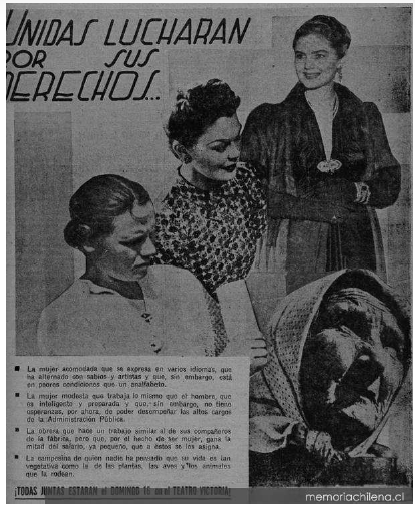 UNIDAS LUCHARAN
POR SUS
DERECHOS...
La mujer acomodada que se expresa en varios idiomas, que
ha alternado con sabios y artistas y que, sin embargo, está
en peores condiciones que un analfabeto.
La mujer modesta que trabaja lo mismo que el hombre, que
es inteligente y preparada y que, sin embargo, no tiene
esperanzas, por ahora, de poder desempeñar los altos cargos
de la Administración Pública.
La obrera que hace un trabajo similar al de sus compañeros
de la fábrica, pero que, por el hecho de ser mujer, gana la
mitad del salario, ya pequeño, que a éstos se les asigna.
La campesina de quien nadie ha pensado que su vida es tan
vegetativa como la de las plantas, las aves y los animales
que la rodean.
¡TODAS JUNTAS ESTARAN el DOMINGO 16 en el TEATRO VICTORIA!
memoriachilena.cl